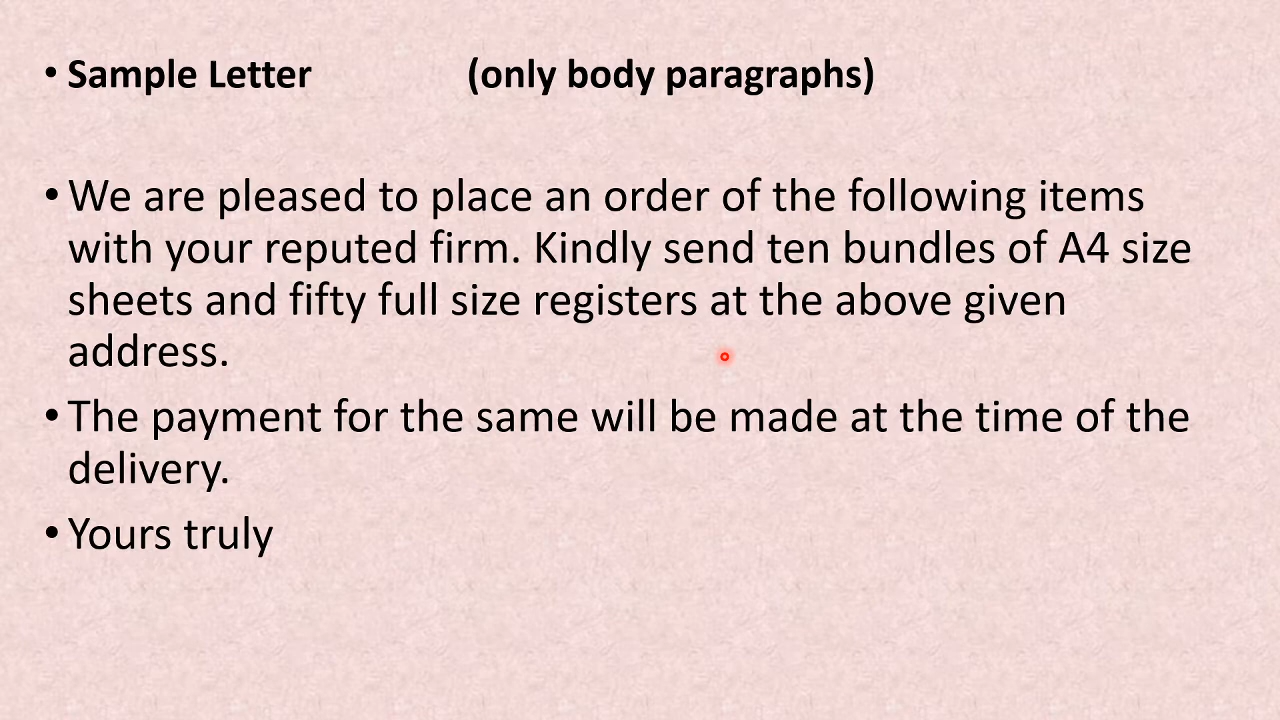 • Sample Letter (only body paragraphs)
• We are pleased to place an order of the following items
with your reputed firm. Kindly send ten bundles of A4 size
sheets and fifty full size registers at the above given
address.
• The payment for the same will be made at the time of the
delivery.
• Yours truly